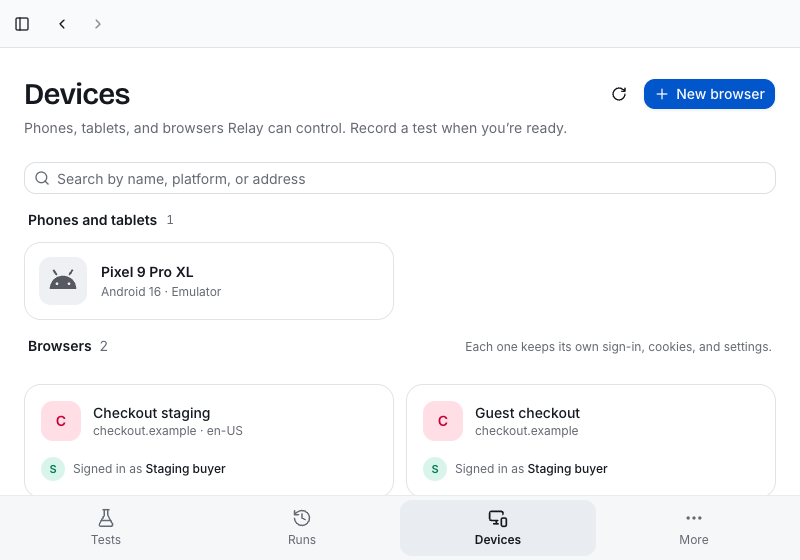 Devices
New browser
Phones, tablets, and browsers Relay can control. Record a test when you’re ready.
Search by name, platform, or address
Phones and tablets 1
Pixel 9 Pro XL
Android 16 · Emulator
Browsers 2
Each one keeps its own sign-in, cookies, and settings.
C
Checkout staging
checkout.example · en-US
S
Signed in as Staging buyer
C
Guest checkout
checkout.example
S
Signed in as Staging buyer
Tests
Runs
Devices
More